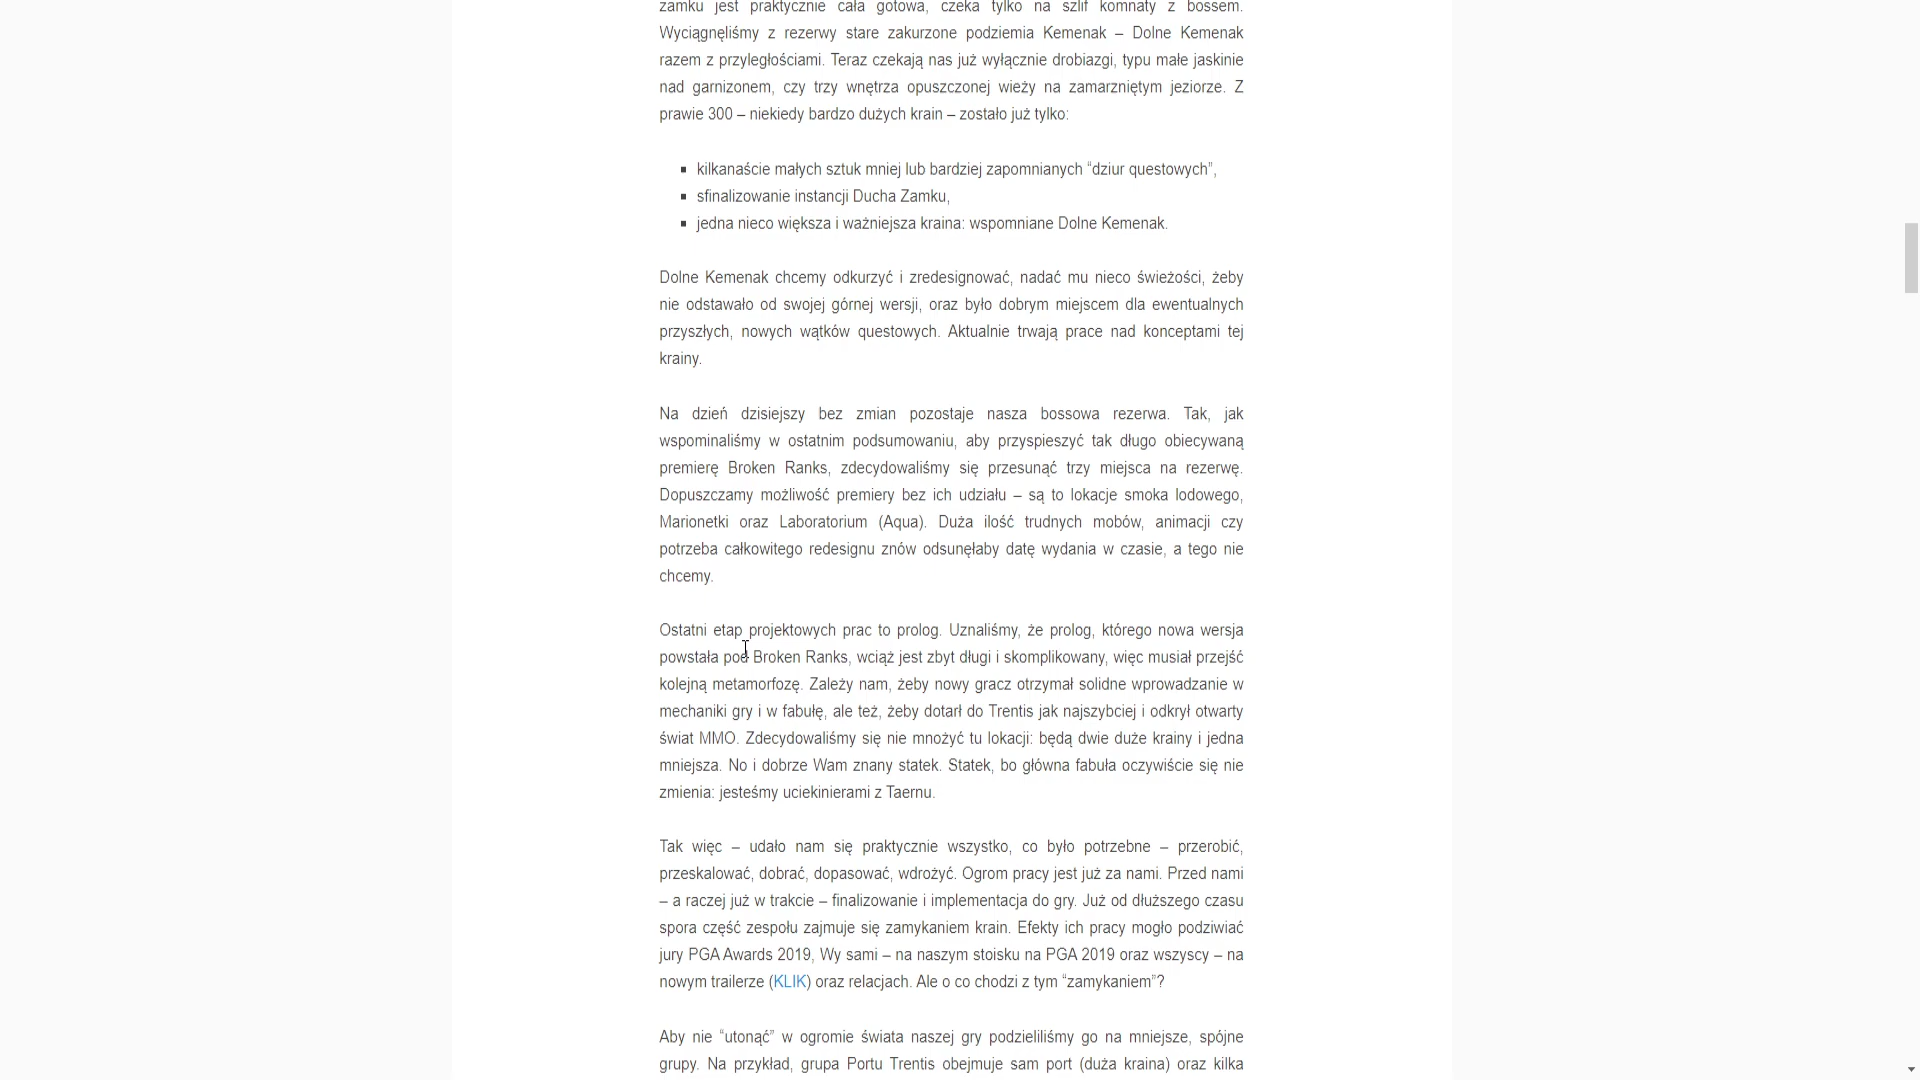 zamku jest praktycznie cała gotowa, czeka tylko na szlif komnaty z bossem.
Wyciągnęliśmy z rezerwy stare zakurzone podziemia Kemenak – Dolne Kemenak
razem z przyległościami. Teraz czekają nas już wyłącznie drobiazgi, typu małe jaskinie
nad garnizonem, czy trzy wnętrza opuszczonej wieży na zamarzniętym jeziorze. Z
prawie 300 – niekiedy bardzo dużych krain – zostało już tylko:
kilkanaście małych sztuk mniej lub bardziej zapomnianych “dziur questowych”,
sfinalizowanie instancji Ducha Zamku,
jedna nieco większa i ważniejsza kraina: wspomniane Dolne Kemenak.
Dolne Kemenak chcemy odkurzyć i zredesignować, nadać mu nieco świeżości, żeby
nie odstawało od swojej górnej wersji, oraz było dobrym miejscem dla ewentualnych
przyszłych, nowych wątków questowych. Aktualnie trwają prace nad konceptami tej
krainy.
Na dzień dzisiejszy bez zmian pozostaje nasza bossowa rezerwa. Tak, jak
wspominaliśmy w ostatnim podsumowaniu, aby przyspieszyć tak długo obiecywaną
premierę Broken Ranks, zdecydowaliśmy się przesunąć trzy miejsca na rezerwę.
Dopuszczamy możliwość premiery bez ich udziału – są to lokacje smoka lodowego,
Marionetki oraz Laboratorium (Aqua). Duża ilość trudnych mobów, animacji czy
potrzeba całkowitego redesignu znów odsunęłaby datę wydania w czasie, a tego nie
chcemy.
Ostatni etap projektowych prac to prolog. Uznaliśmy, że prolog, którego nowa wersja
powstała pod Broken Ranks, wciąż jest zbyt długi i skomplikowany, więc musiał przejść
kolejną metamorfozę. Zależy nam, żeby nowy gracz otrzymał solidne wprowadzanie w
mechaniki gry i w fabułę, ale też, żeby dotarł do Trentis jak najszybciej i odkrył otwarty
świat MMO. Zdecydowaliśmy się nie mnożyć tu lokacji: będą dwie duże krainy i jedna
mniejsza. No i dobrze Wam znany statek. Statek, bo główna fabuła oczywiście się nie
zmienia: jesteśmy uciekinierami z Taernu.
Tak więc – udało nam się praktycznie wszystko, co było potrzebne – przerobić,
przeskalować, dobrać, dopasować, wdrożyć. Ogrom pracy jest już za nami. Przed nami
– a raczej już w trakcie – finalizowanie i implementacja do gry. Już od dłuższego czasu
spora część zespołu zajmuje się zamykaniem krain. Efekty ich pracy mogło podziwiać
jury PGA Awards 2019, Wy sami – na naszym stoisku na PGA 2019 oraz wszyscy – na
nowym trailerze (KLIK) oraz relacjach. Ale o co chodzi z tym “zamykaniem”?
Aby nie “utonąć” w ogromie świata naszej gry podzieliliśmy go na mniejsze, spójne
grupy. Na przykład, grupa Portu Trentis obejmuje sam port (duża kraina) oraz kilka